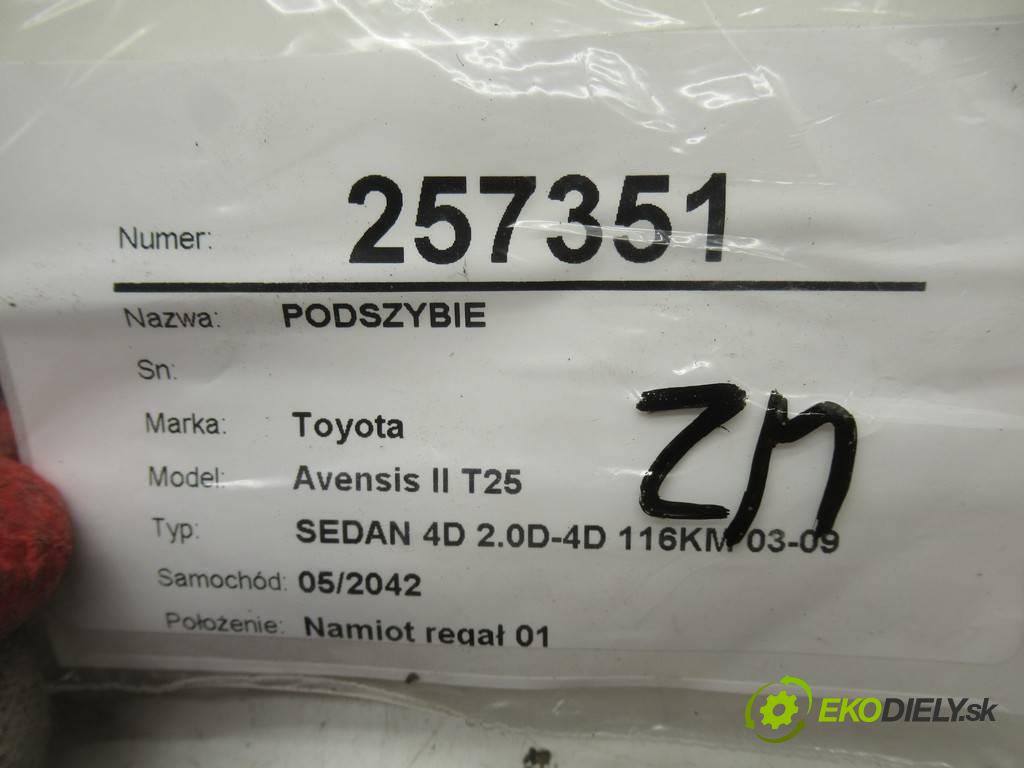 Numer: 257351
Nazwa: PODSZYBIE
Sn:
Marka: Toyota
Model: Avensis II T25
Typ: SEDAN 4D 2.0D-4D 116KM 03-09
Samochód: 05/2042
Położenie: Namiot regał 01
ZM
EKODIELY.sk